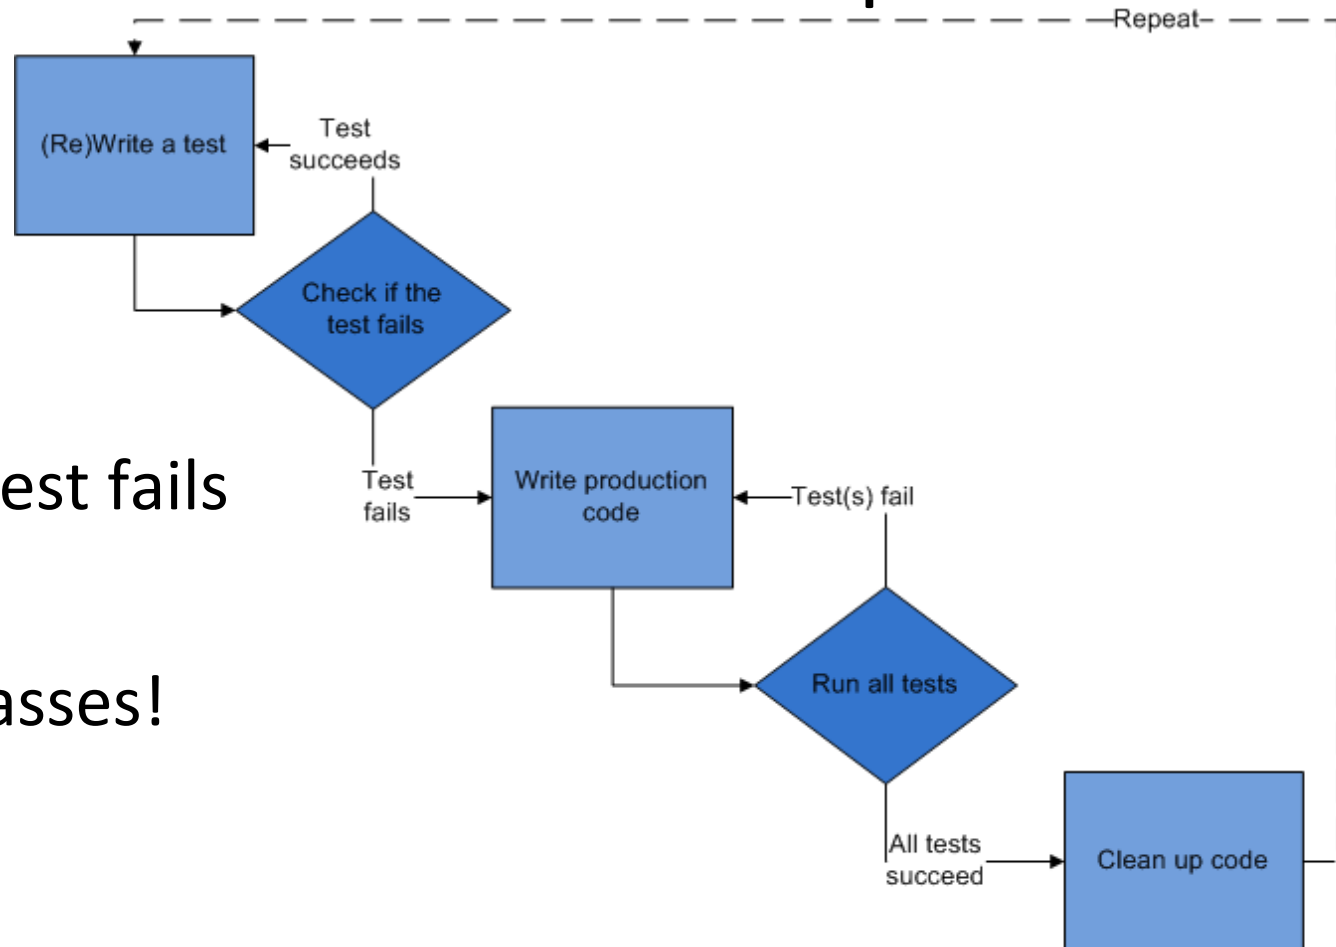 Repeat
(Re)Write a test
Test
succeeds
Check if the
test fails
est fails
Test
fails
Write production
code
Test(s) fail
asses!
Run all tests
All tests
succeed
Clean up code